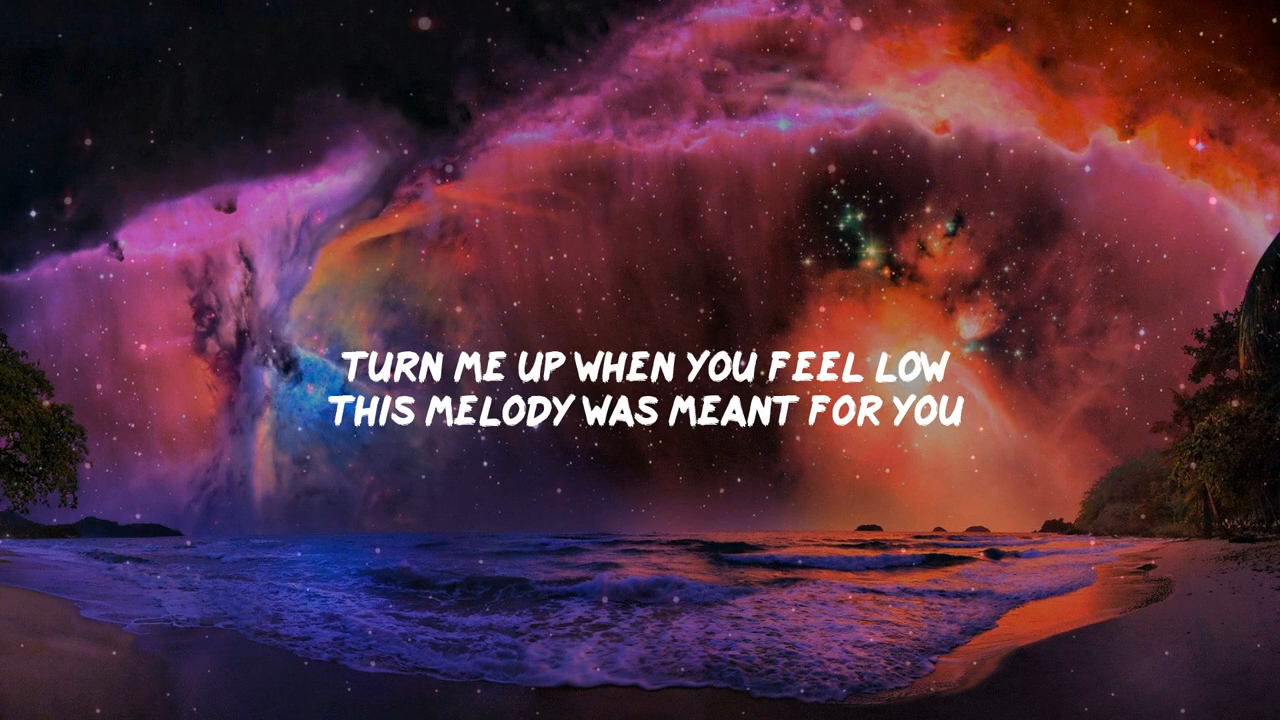 TURN ME UP WHEN YOU FEEL LOW
THIS MELODY WAS MEANT FOR YOU